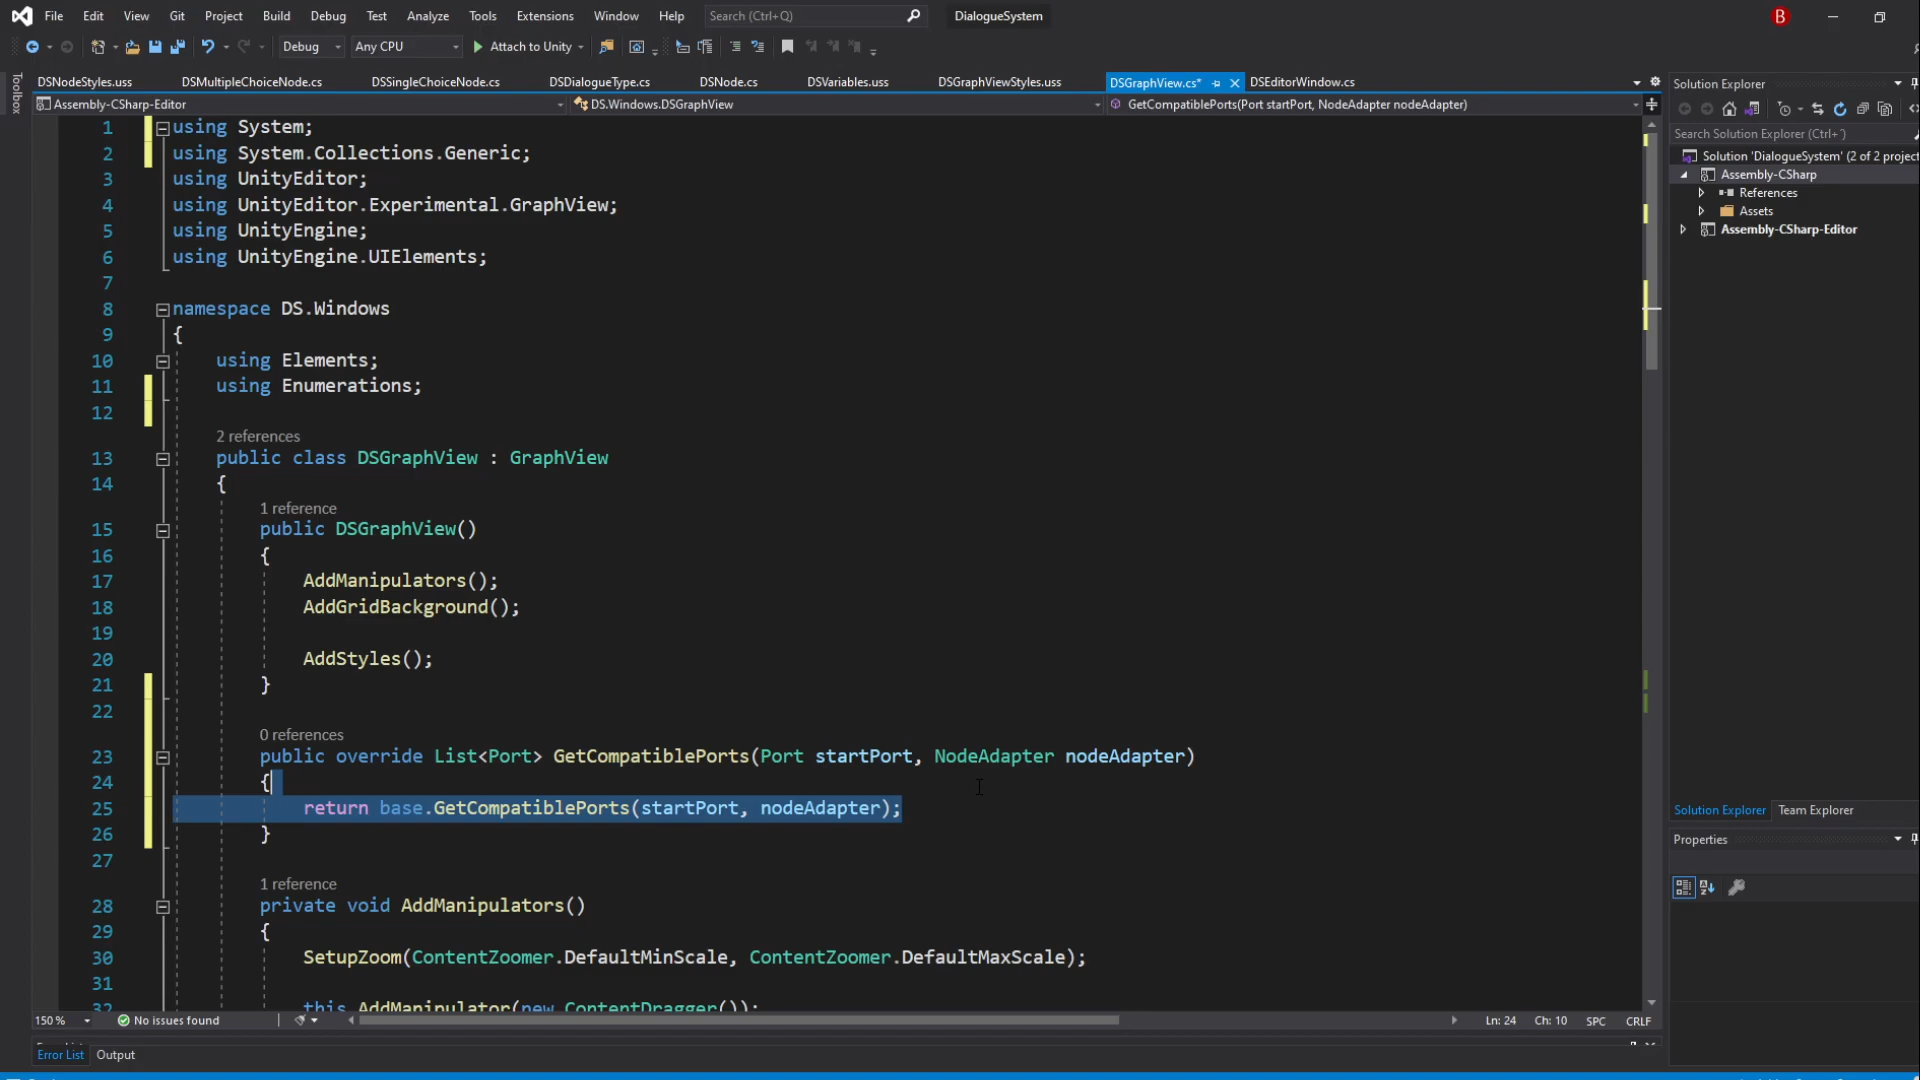 File Edit View Git Project Build Debug Test Analyze Tools Extensions Window Help Search (Ctrl+Q) DialogueSystem B
Debug Any CPU Attach to Unity
DSNodeStyles.uss DSMultipleChoiceNode.cs DSSingleChoiceNode.cs DSDialogueType.cs DSNode.cs DSVariables.uss DSGraphViewStyles.uss DSGraphView.cs* DSEditorWindow.cs
Toolbox
Assembly-CSharp-Editor DS.Windows.DSGraphView GetCompatiblePorts(Port startPort, NodeAdapter nodeAdapter)
1 using System;
2 using System.Collections.Generic;
3 using UnityEditor;
4 using UnityEditor.Experimental.GraphView;
5 using UnityEngine;
6 using UnityEngine.UIElements;
7
8 namespace DS.Windows
9 {
10 using Elements;
11 using Enumerations;
12
2 references
13 public class DSGraphView : GraphView
14 {
1 reference
15 public DSGraphView()
16 {
17 AddManipulators();
18 AddGridBackground();
19
20 AddStyles();
21 }
22
0 references
23 public override List<Port> GetCompatiblePorts(Port startPort, NodeAdapter nodeAdapter)
24 {
25 return base.GetCompatiblePorts(startPort, nodeAdapter);
26 }
27
1 reference
28 private void AddManipulators()
29 {
30 SetupZoom(ContentZoomer.DefaultMinScale, ContentZoomer.DefaultMaxScale);
31
32 this.AddManipulator(new ContentDragger());
150 % No issues found Ln: 24 Ch: 10 SPC CRLF
Error List Output
Solution Explorer
Search Solution Explorer (Ctrl+')
Solution 'DialogueSystem' (2 of 2 project
Assembly-CSharp
References
Assets
Assembly-CSharp-Editor
Solution Explorer Team Explorer
Properties